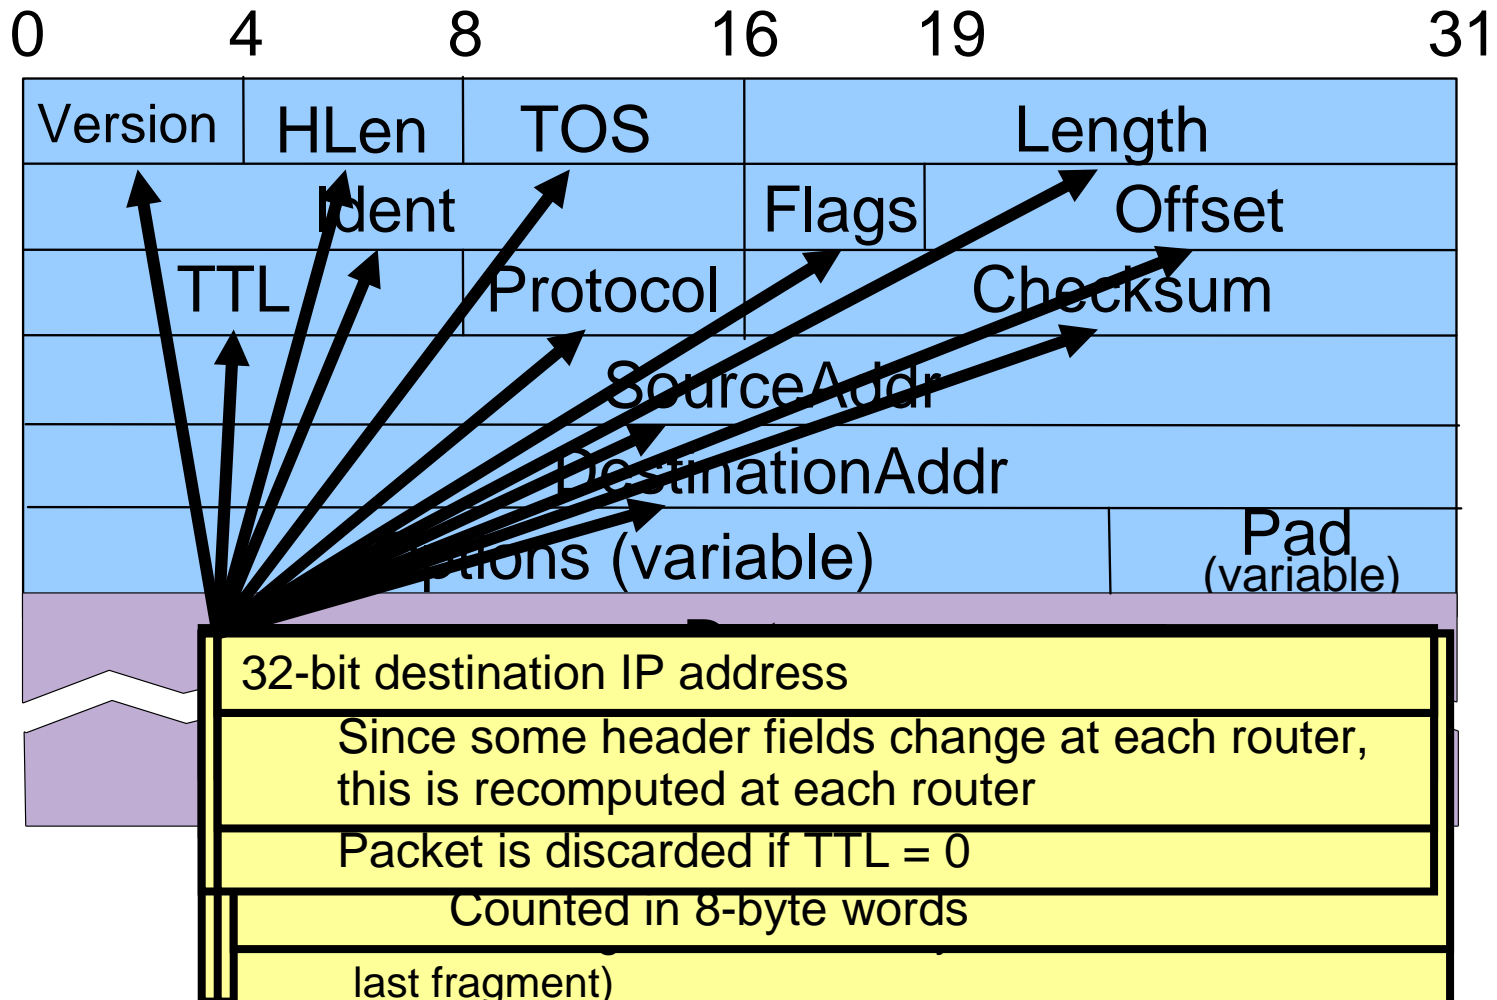 0 4 8 16 19 31
Version HLen TOS Length
Ident Flags Offset
TTL Protocol Checksum
SourceAddr
DestinationAddr
(variable) Pad
(variable)
32-bit destination IP address
Since some header fields change at each router,
this is recomputed at each router
Packet is discarded if TTL = 0
Counted in 8-byte words
last fragment)